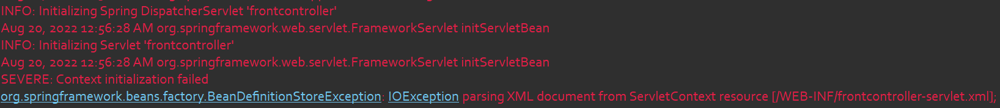 INFO: Initializing Spring DispatcherServlet 'frontcontroller'
Aug 20, 2022 12:56:28 AM org.springframework.web.servlet.FrameworkServlet initServletBean
INFO: Initializing Servlet 'frontcontroller'
Aug 20, 2022 12:56:28 AM org.springframework.web.servlet.FrameworkServlet initServletBean
SEVERE: Context initialization failed
org.springframework.beans.factory.BeanDefinitionStoreException: IOException parsing XML document from ServletContext resource [/WEB-INF/frontcontroller-servlet.xml];